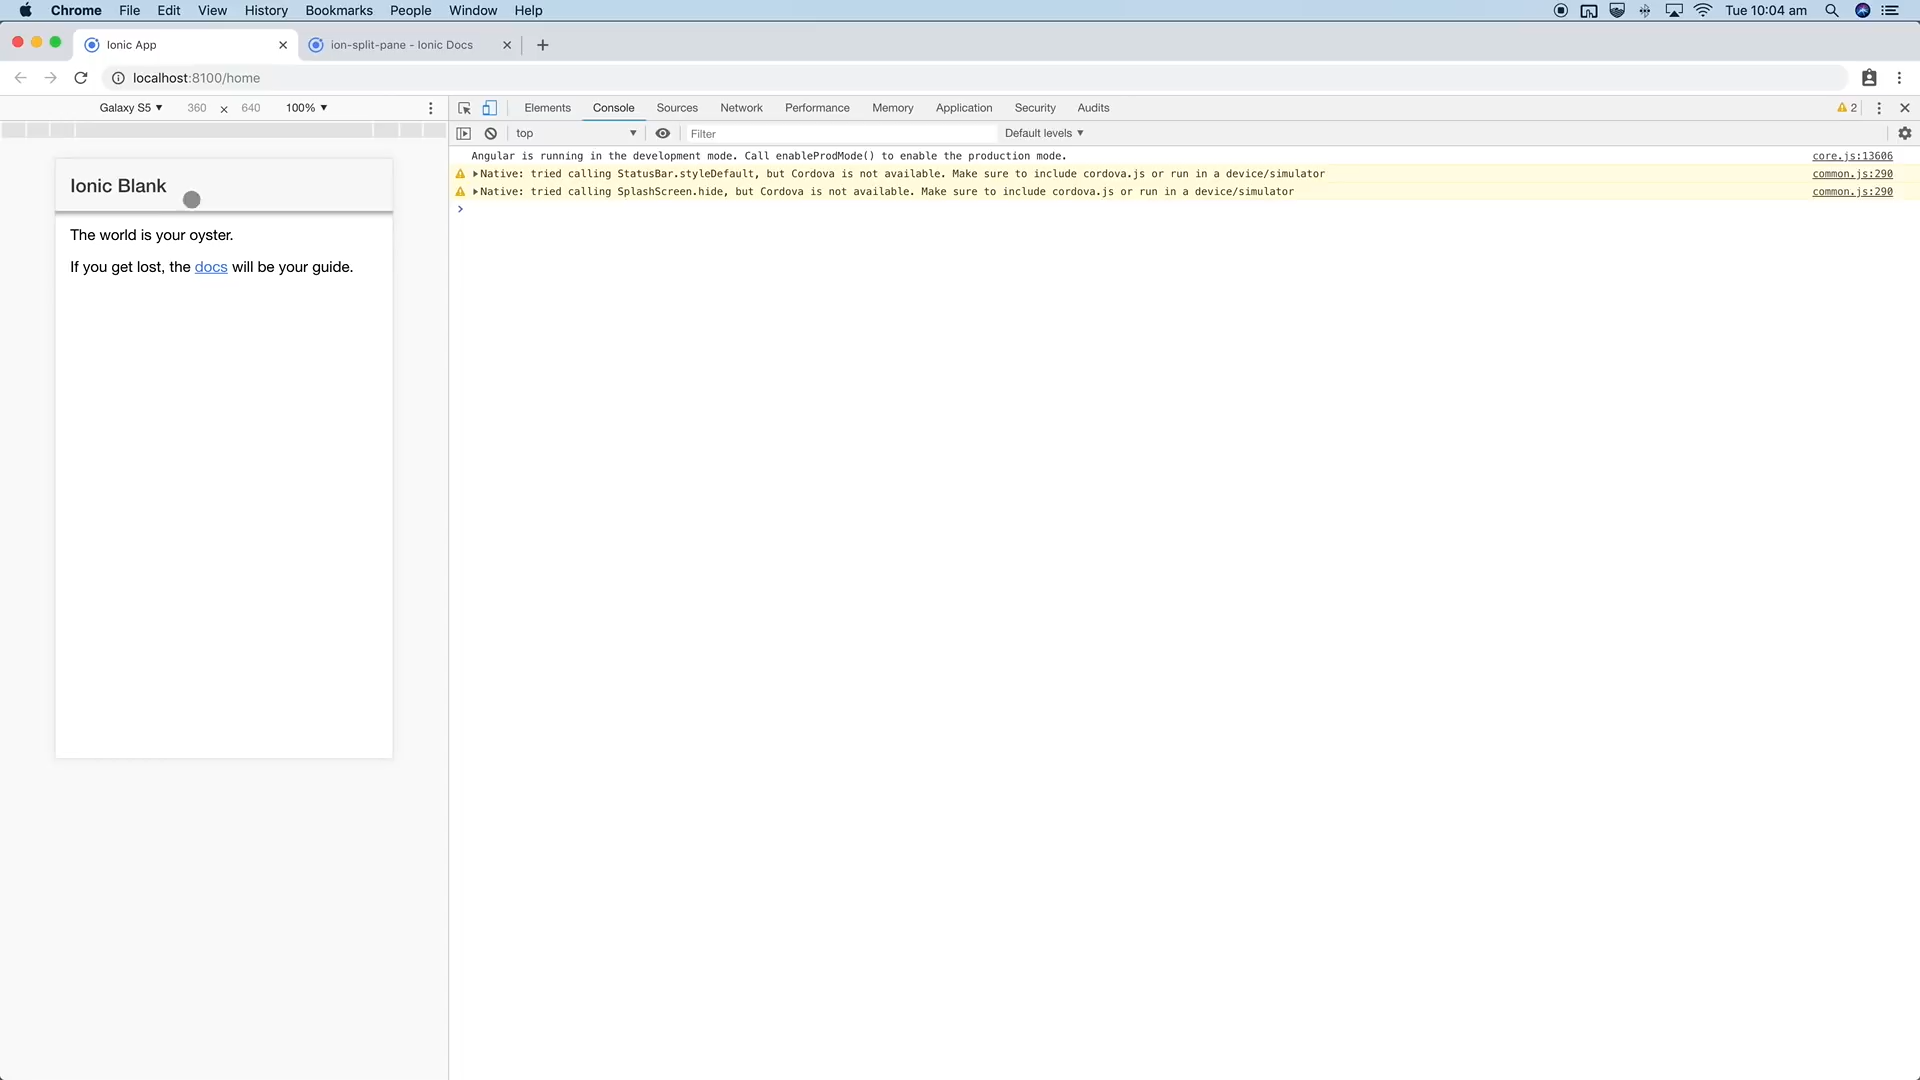 Chrome File Edit View History Bookmarks People Window Help Tue 10:04 am
Ionic App ion-split-pane - Ionic Docs
localhost:8100/home
Galaxy S5 ▼ 360 x 640 100% ▼ Elements Console Sources Network Performance Memory Application Security Audits 2
top ▼ Filter Default levels ▼
Angular is running in the development mode. Call enableProdMode() to enable the production mode. core.js:13606
Native: tried calling StatusBar.styleDefault, but Cordova is not available. Make sure to include cordova.js or run in a device/simulator common.js:290
Native: tried calling SplashScreen.hide, but Cordova is not available. Make sure to include cordova.js or run in a device/simulator common.js:290
Ionic Blank
The world is your oyster.
If you get lost, the docs will be your guide.